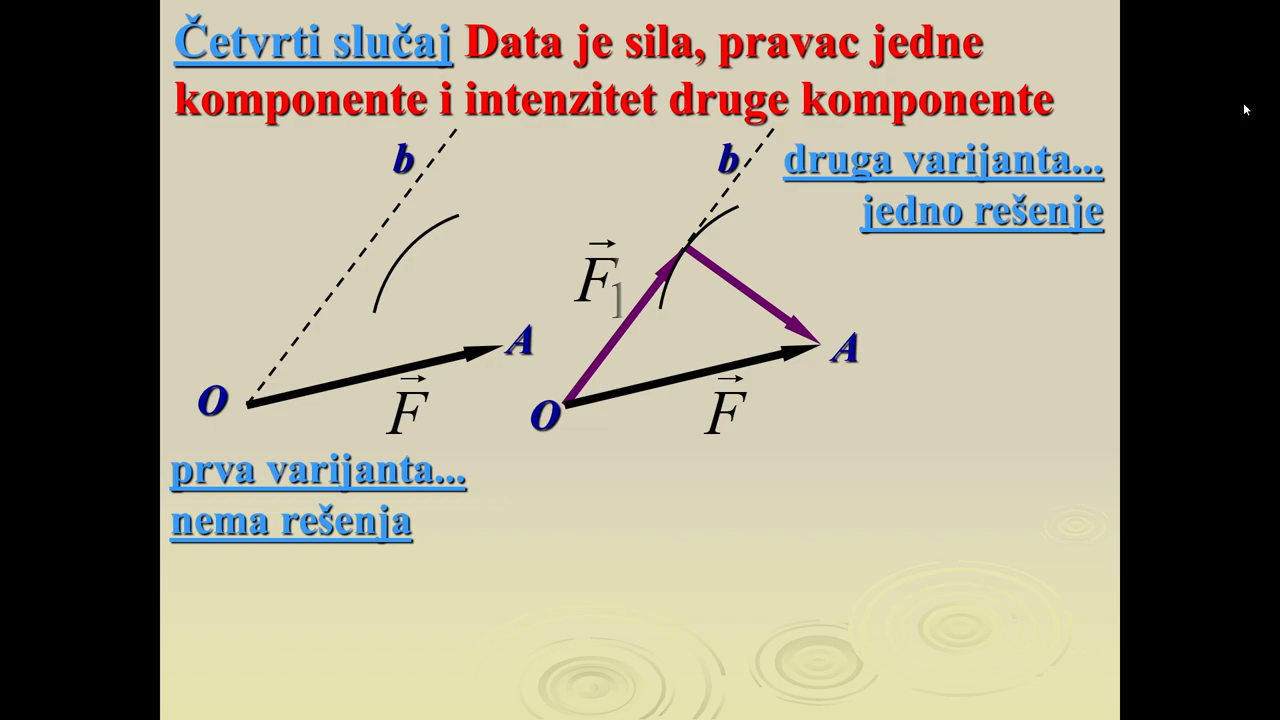 Četvrti slučaj Data je sila, pravac jedne
komponente i intenzitet druge komponente
b
b
druga varijanta...
jedno rešenje
F1
A
A
O
O
F
F
prva varijanta...
nema rešenja